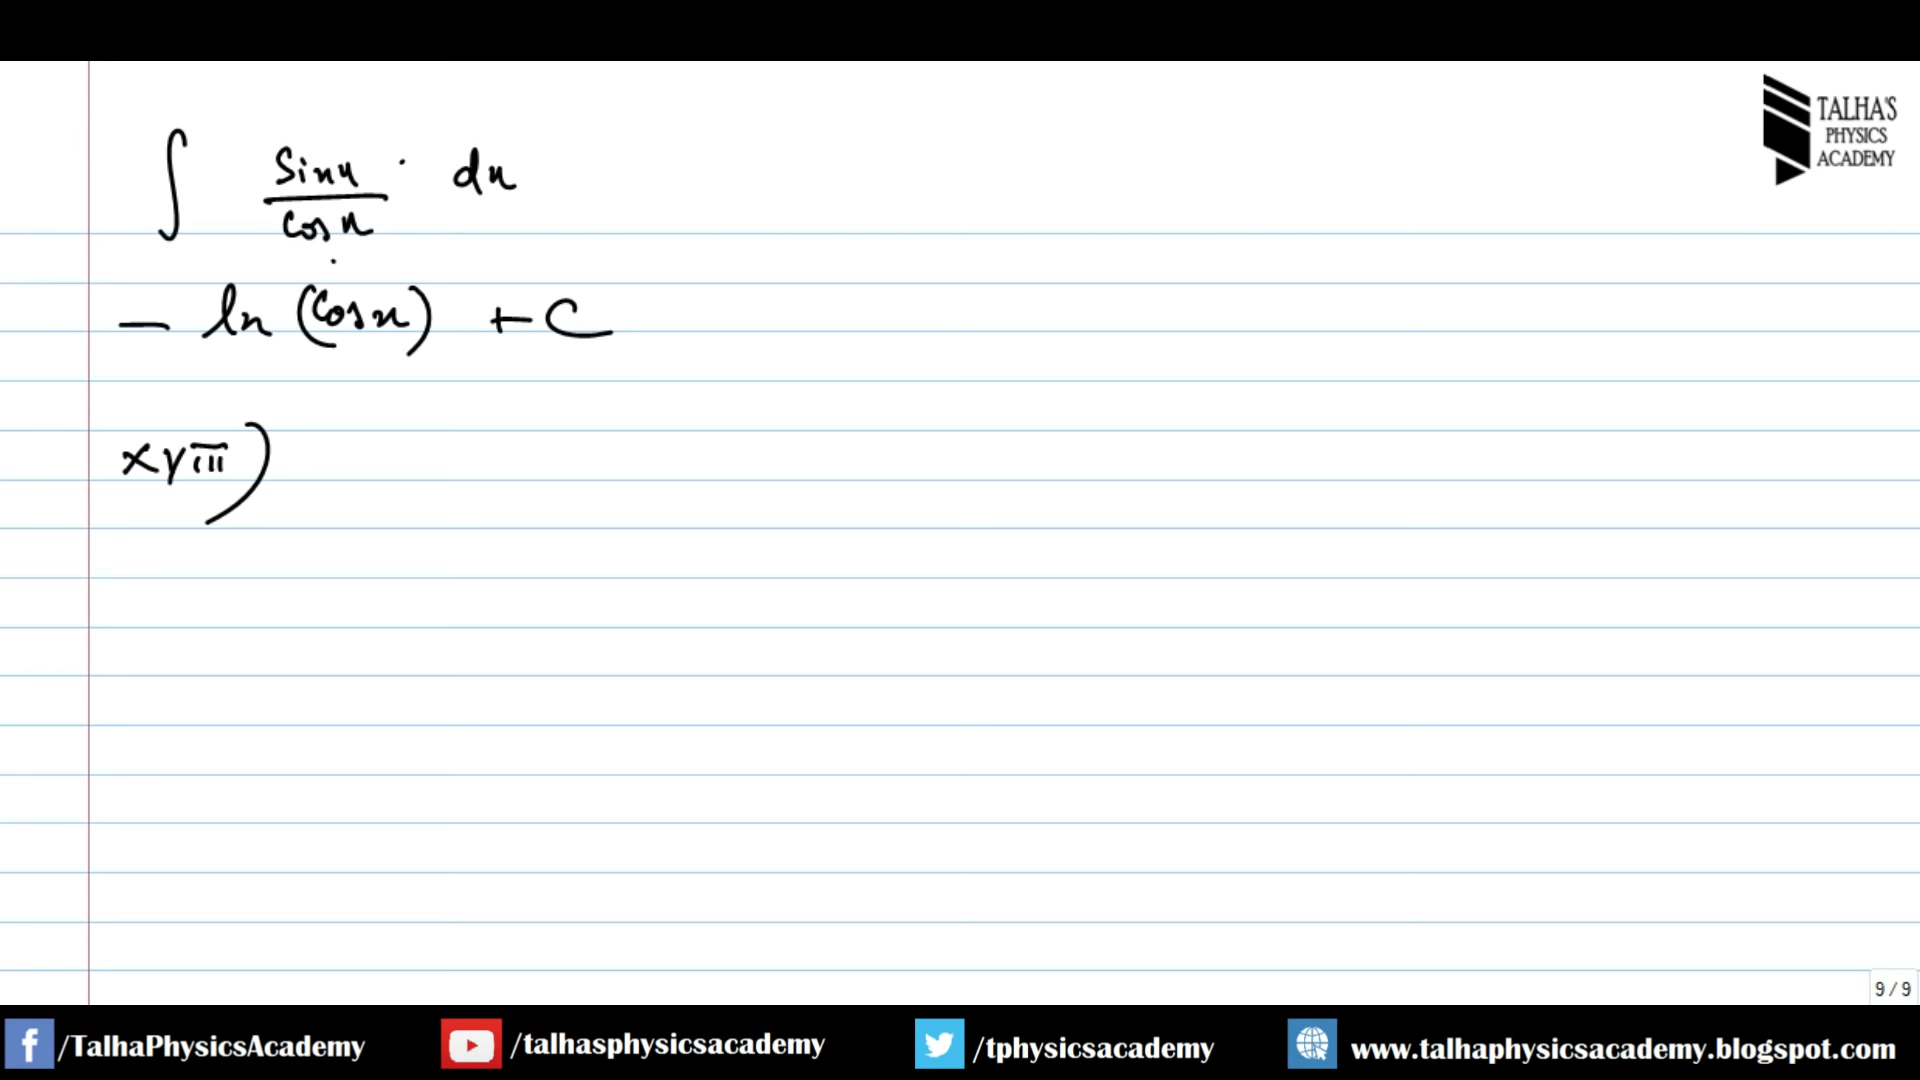 ∫ Sinx/Cosx . dx
− ln (Cosx) + C
xviii)
TALHA'S
PHYSICS
ACADEMY
9 / 9
/TalhaPhysicsAcademy
/talhasphysicsacademy
/tphysicsacademy
www.talhaphysicsacademy.blogspot.com